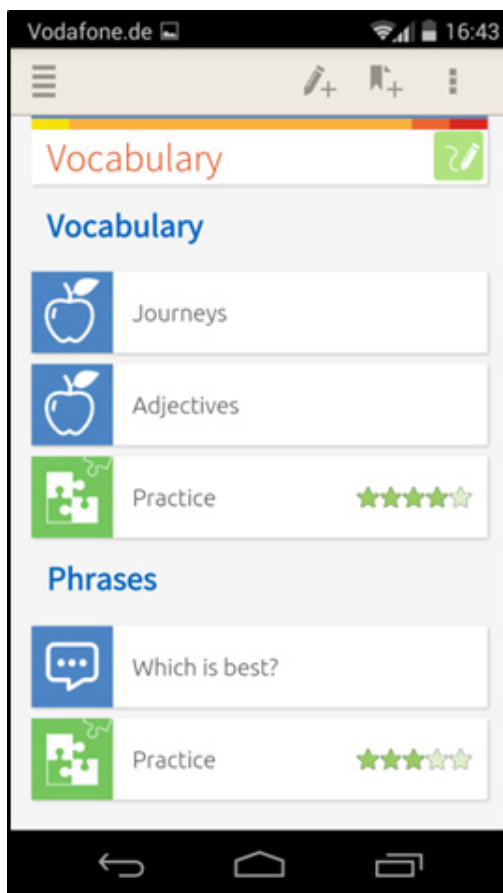 Vodafone.de 16:43
Vocabulary
Vocabulary
Journeys
Adjectives
Practice
Phrases
Which is best?
Practice